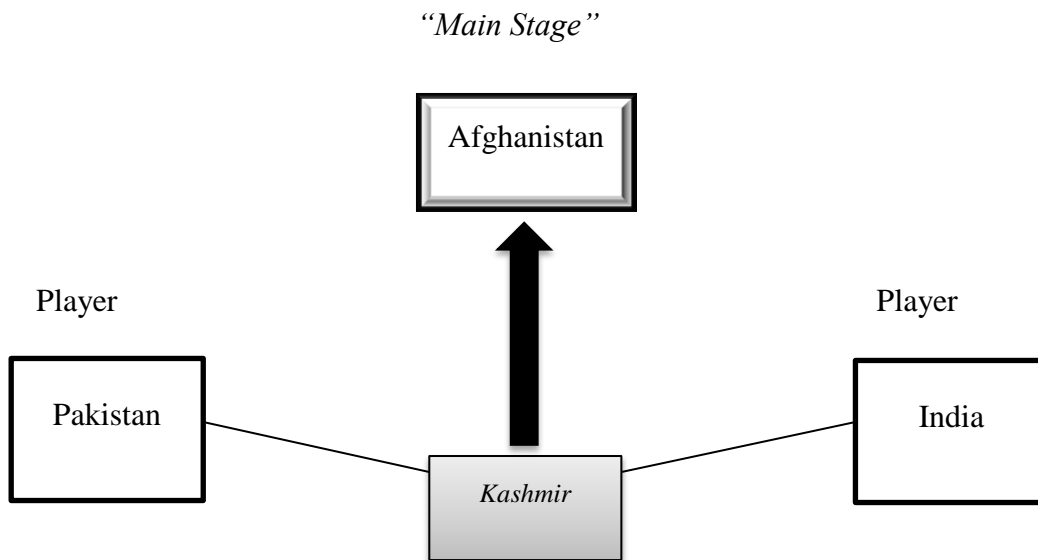 “Main Stage”
Afghanistan
Player
Player
Pakistan
India
Kashmir